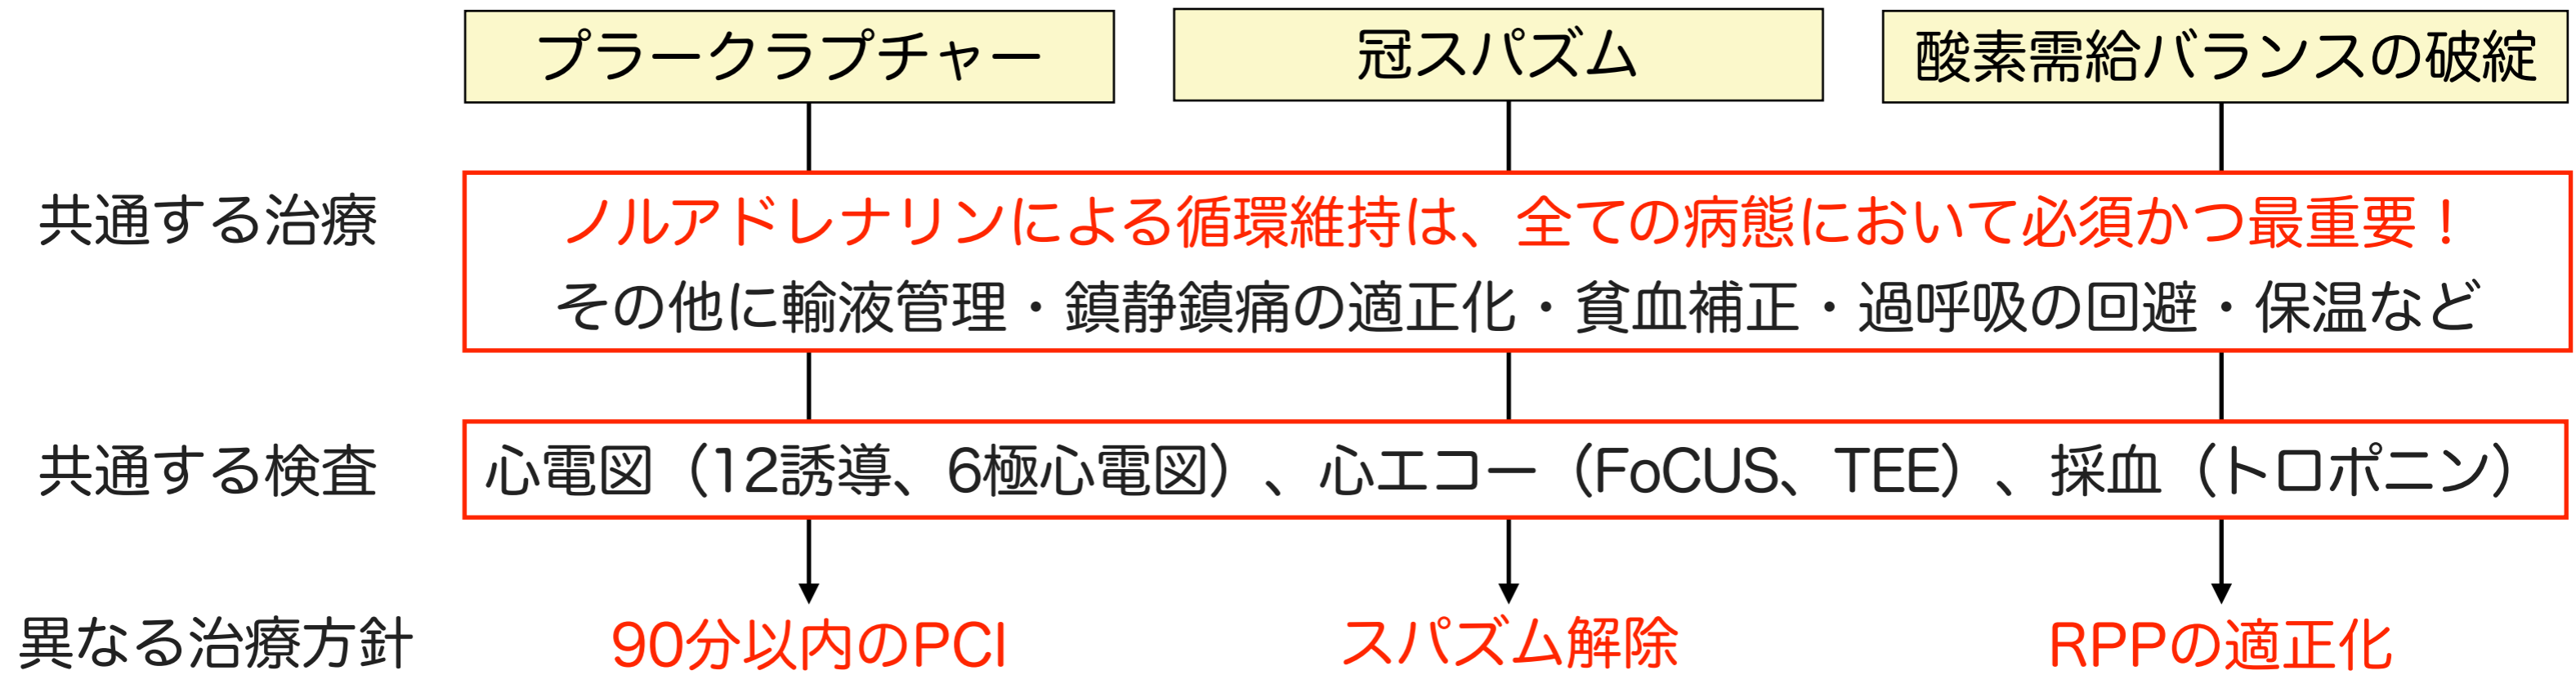 プラークラプチャー
冠スパズム
酸素需給バランスの破綻
共通する治療
ノルアドレナリンによる循環維持は、全ての病態において必須かつ最重要！
その他に輸液管理・鎮静鎮痛の適正化・貧血補正・過呼吸の回避・保温など
共通する検査
心電図（12誘導、6極心電図）、心エコー（FoCUS、TEE）、採血（トロポニン）
異なる治療方針
90分以内のPCI
スパズム解除
RPPの適正化